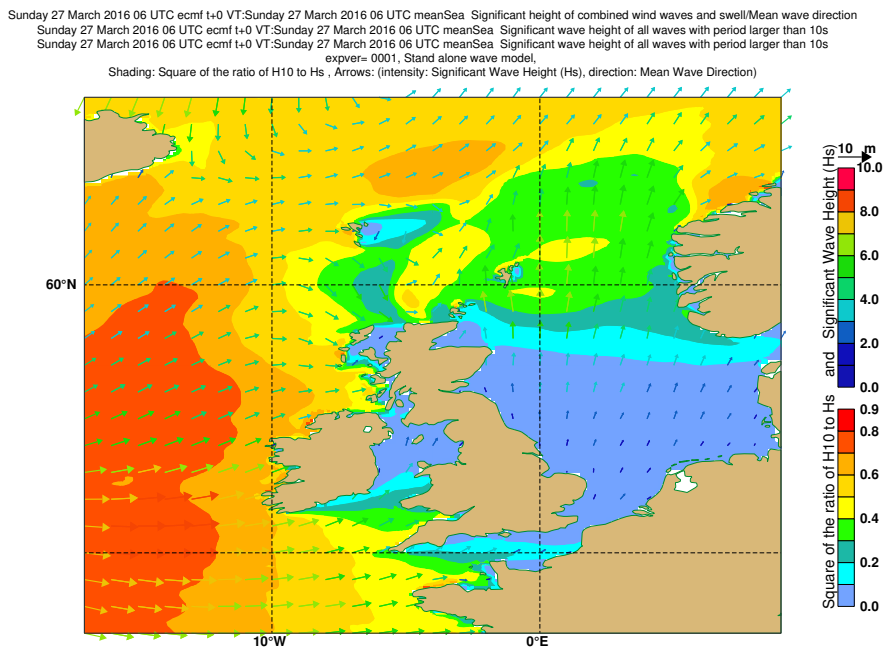 Sunday 27 March 2016 06 UTC ecmf t+0 VT:Sunday 27 March 2016 06 UTC meanSea Significant height of combined wind waves and swell/Mean wave direction
Sunday 27 March 2016 06 UTC ecmf t+0 VT:Sunday 27 March 2016 06 UTC meanSea Significant wave height of all waves with period larger than 10s
Sunday 27 March 2016 06 UTC ecmf t+0 VT:Sunday 27 March 2016 06 UTC meanSea Significant wave height of all waves with period larger than 10s
expver= 0001, Stand alone wave model,
Shading: Square of the ratio of H10 to Hs , Arrows: (intensity: Significant Wave Height (Hs), direction: Mean Wave Direction)
10 m
10.0
8.0
6.0
4.0
2.0
0.0
and Significant Wave Height (Hs)
0.9
0.8
0.6
0.5
0.4
0.2
0.0
Square of the ratio of H10 to Hs
60°N
10°W
0°E